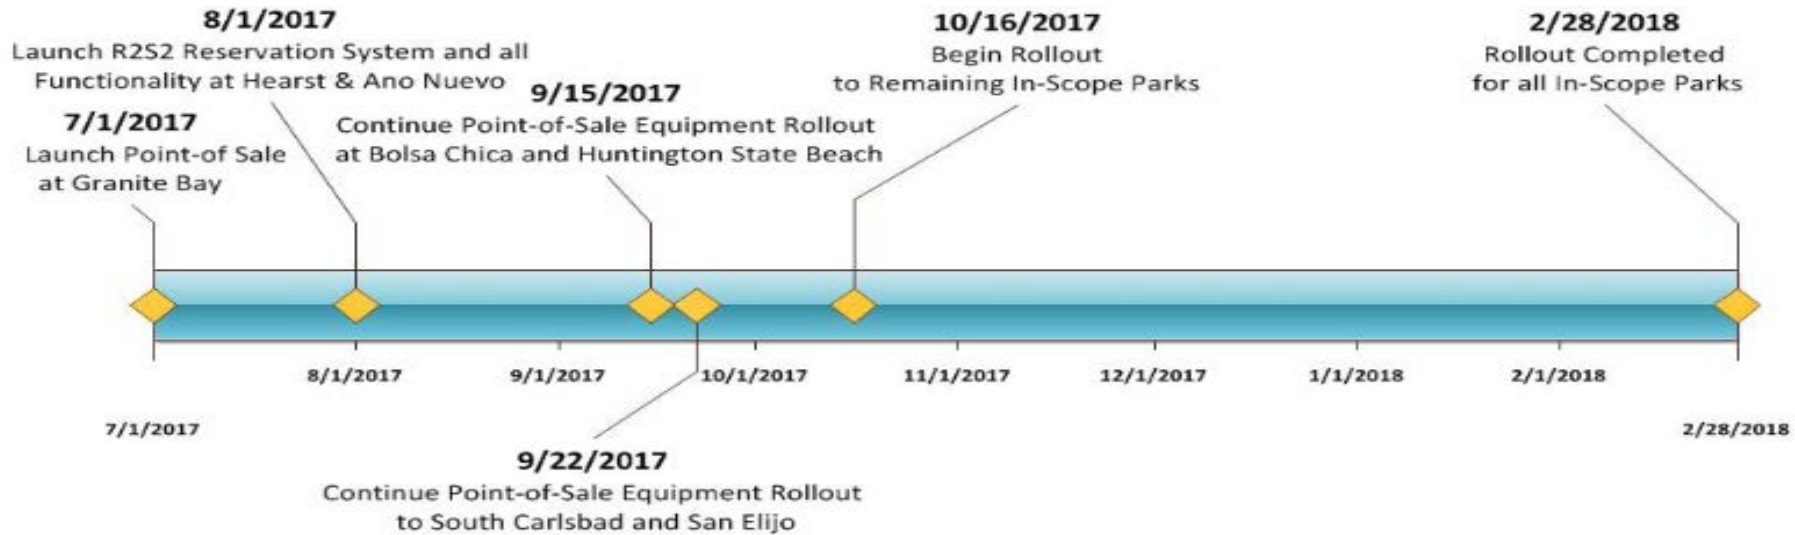 8/1/2017
Launch R2S2 Reservation System and all
Functionality at Hearst & Ano Nuevo
7/1/2017
Launch Point-of Sale
at Granite Bay
9/15/2017
Continue Point-of-Sale Equipment Rollout
at Bolsa Chica and Huntington State Beach
10/16/2017
Begin Rollout
to Remaining In-Scope Parks
2/28/2018
Rollout Completed
for all In-Scope Parks
8/1/2017
9/1/2017
10/1/2017
11/1/2017
12/1/2017
1/1/2018
2/1/2018
7/1/2017
2/28/2018
9/22/2017
Continue Point-of-Sale Equipment Rollout
to South Carlsbad and San Elijo